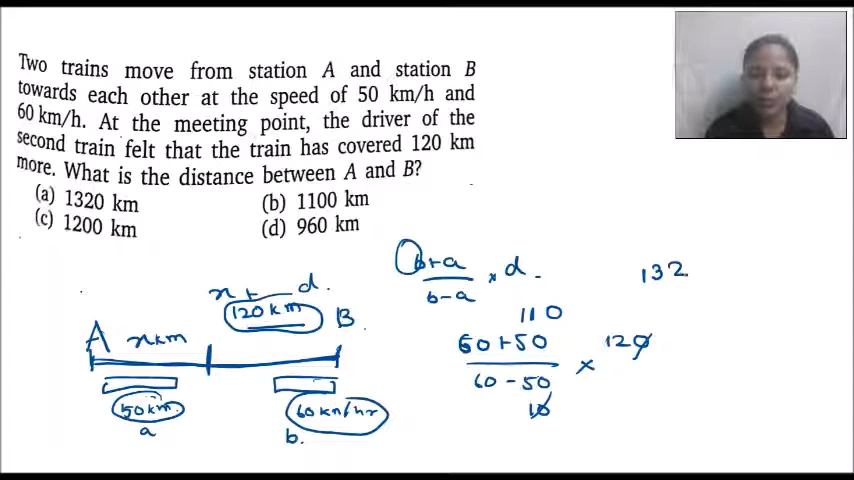 Two trains move from station A and station B
towards each other at the speed of 50 km/h and
60 km/h. At the meeting point, the driver of the
second train felt that the train has covered 120 km
more. What is the distance between A and B?
(a) 1320 km
(b) 1100 km
(c) 1200 km
(d) 960 km
b+a
b-a
× d
132
x + d
120 km
A
x km
B
50 km
a
60 km/hr
b.
110
60+50
60-50
× 120
10